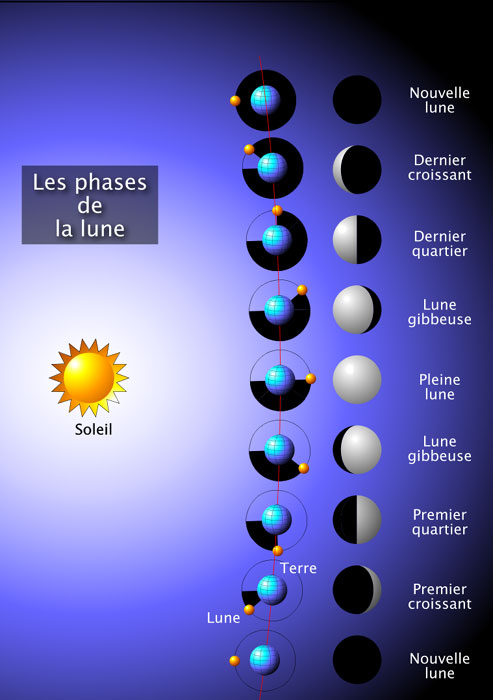 Les phases
de
la lune
Soleil
Nouvelle
lune
Dernier
croissant
Dernier
quartier
Lune
gibbeuse
Pleine
lune
Lune
gibbeuse
Premier
quartier
Terre
Premier
croissant
Lune
Nouvelle
lune